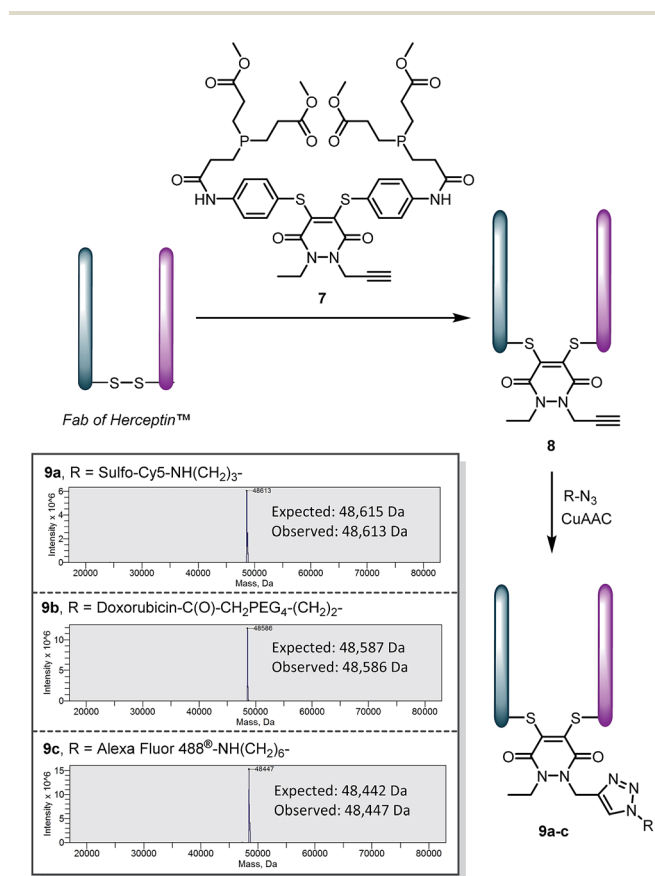 O
O
O
O
O
O
O
O
P
P
O
O
HN
S
S
NH
O
O
N
N
7
S
S
Fab of Herceptin™
S
S
O
O
N
N
8
R-N3
CuAAC
9a, R = Sulfo-Cy5-NH(CH2)3-
Intensity x 10^6
6
4
2
0
48613
Expected: 48,615 Da
Observed: 48,613 Da
20000 30000 40000 50000 60000 70000 80000
Mass, Da
9b, R = Doxorubicin-C(O)-CH2PEG4-(CH2)2-
Intensity x 10^6
10
5
0
48586
Expected: 48,587 Da
Observed: 48,586 Da
20000 30000 40000 50000 60000 70000 80000
Mass, Da
9c, R = Alexa Fluor 488®-NH(CH2)6-
Intensity x 10^6
15
10
5
0
48447
Expected: 48,442 Da
Observed: 48,447 Da
20000 30000 40000 50000 60000 70000 80000
Mass, Da
S
S
O
O
N
N
N
N
N
R
9a-c